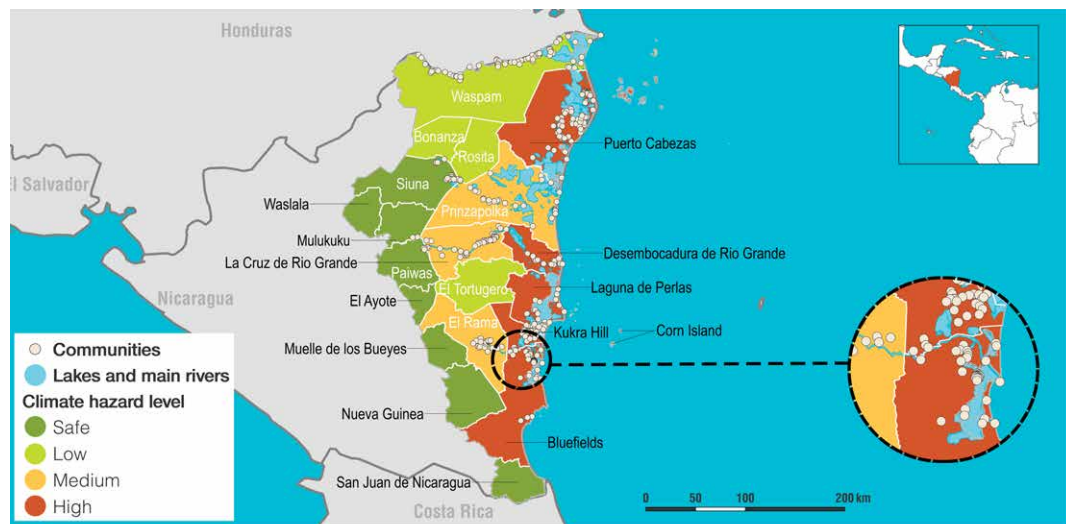 Honduras
El Salvador
Nicaragua
Costa Rica
Waspam
Bonanza
Rosita
Puerto Cabezas
Siuna
Waslala
Prinzapolka
Mulukuku
La Cruz de Rio Grande
Desembocadura de Rio Grande
Paiwas
El Tortugero
Laguna de Perlas
El Ayote
El Rama
Kukra Hill
Corn Island
Muelle de los Bueyes
Nueva Guinea
Bluefields
San Juan de Nicaragua
Communities
Lakes and main rivers
Climate hazard level
Safe
Low
Medium
High
0 50 100 200 km